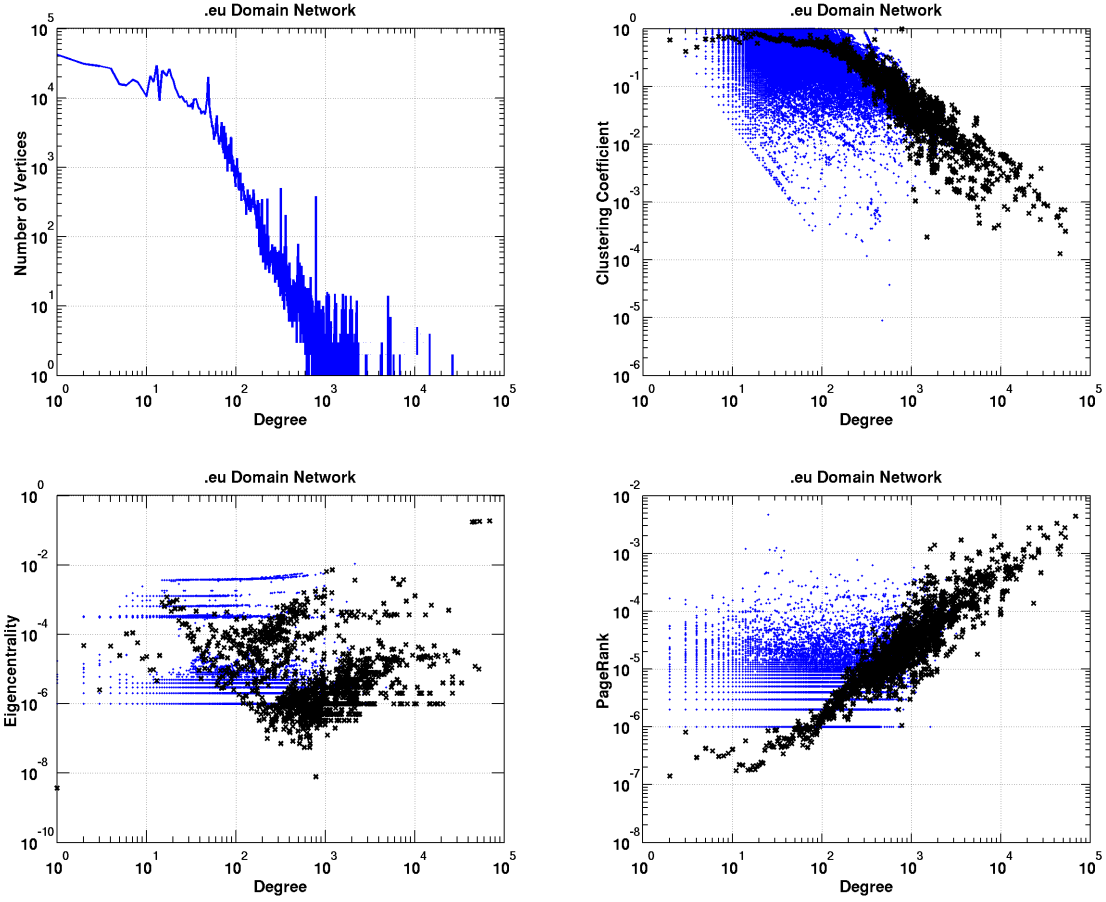 .eu Domain Network
10^5
10^4
10^3
10^2
10^1
10^0
Number of Vertices
10^0 10^1 10^2 10^3 10^4 10^5
Degree
.eu Domain Network
10^0
10^-1
10^-2
10^-3
10^-4
10^-5
10^-6
Clustering Coefficient
10^0 10^1 10^2 10^3 10^4 10^5
Degree
.eu Domain Network
10^0
10^-2
10^-4
10^-6
10^-8
10^-10
Eigencentrality
10^0 10^1 10^2 10^3 10^4 10^5
Degree
.eu Domain Network
10^-2
10^-3
10^-4
10^-5
10^-6
10^-7
10^-8
PageRank
10^0 10^1 10^2 10^3 10^4 10^5
Degree